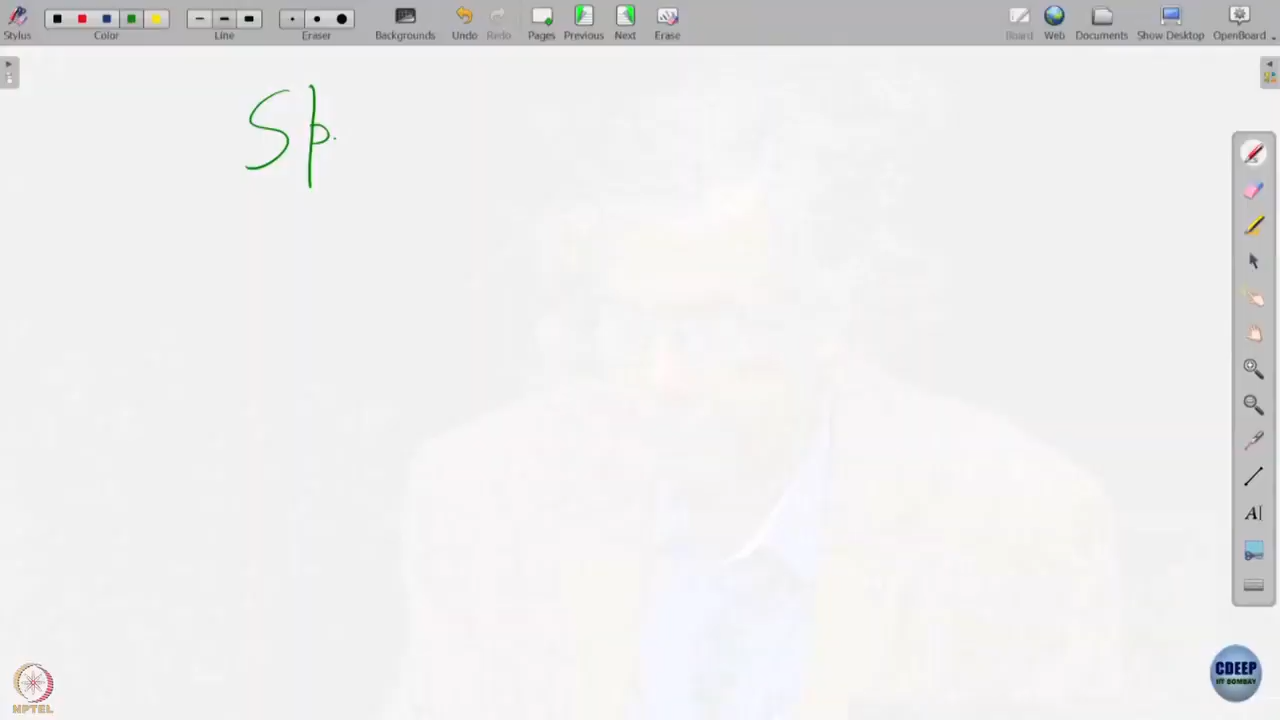 Stylus Color Line Eraser Backgrounds Undo Redo Pages Previous Next Erase Board Web Documents Show Desktop OpenBoard
Sp
A
NPTEL
CDEEP
IIT BOMBAY